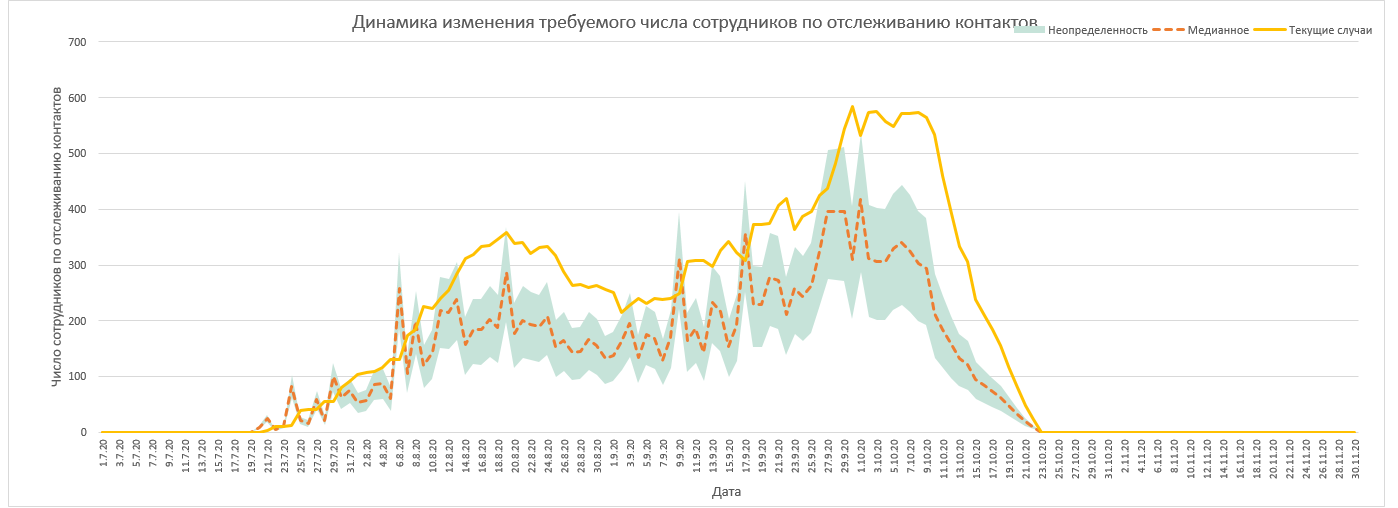 Динамика изменения требуемого числа сотрудников по отслеживанию контактов
Неопределенность Медианное Текущие случаи
Число сотрудников по отслеживанию контактов
700
600
500
400
300
200
100
0
1.7.20 3.7.20 5.7.20 7.7.20 9.7.20 11.7.20 13.7.20 15.7.20 17.7.20 19.7.20 21.7.20 23.7.20 25.7.20 27.7.20 29.7.20 31.7.20 2.8.20 4.8.20 6.8.20 8.8.20 10.8.20 12.8.20 14.8.20 16.8.20 18.8.20 20.8.20 22.8.20 24.8.20 26.8.20 28.8.20 30.8.20 1.9.20 3.9.20 5.9.20 7.9.20 9.9.20 11.9.20 13.9.20 15.9.20 17.9.20 19.9.20 21.9.20 23.9.20 25.9.20 27.9.20 29.9.20 1.10.20 3.10.20 5.10.20 7.10.20 9.10.20 11.10.20 13.10.20 15.10.20 17.10.20 19.10.20 21.10.20 23.10.20 25.10.20 27.10.20 29.10.20 31.10.20 2.11.20 4.11.20 6.11.20 8.11.20 10.11.20 12.11.20 14.11.20 16.11.20 18.11.20 20.11.20 22.11.20 24.11.20 26.11.20 28.11.20 30.11.20
Дата